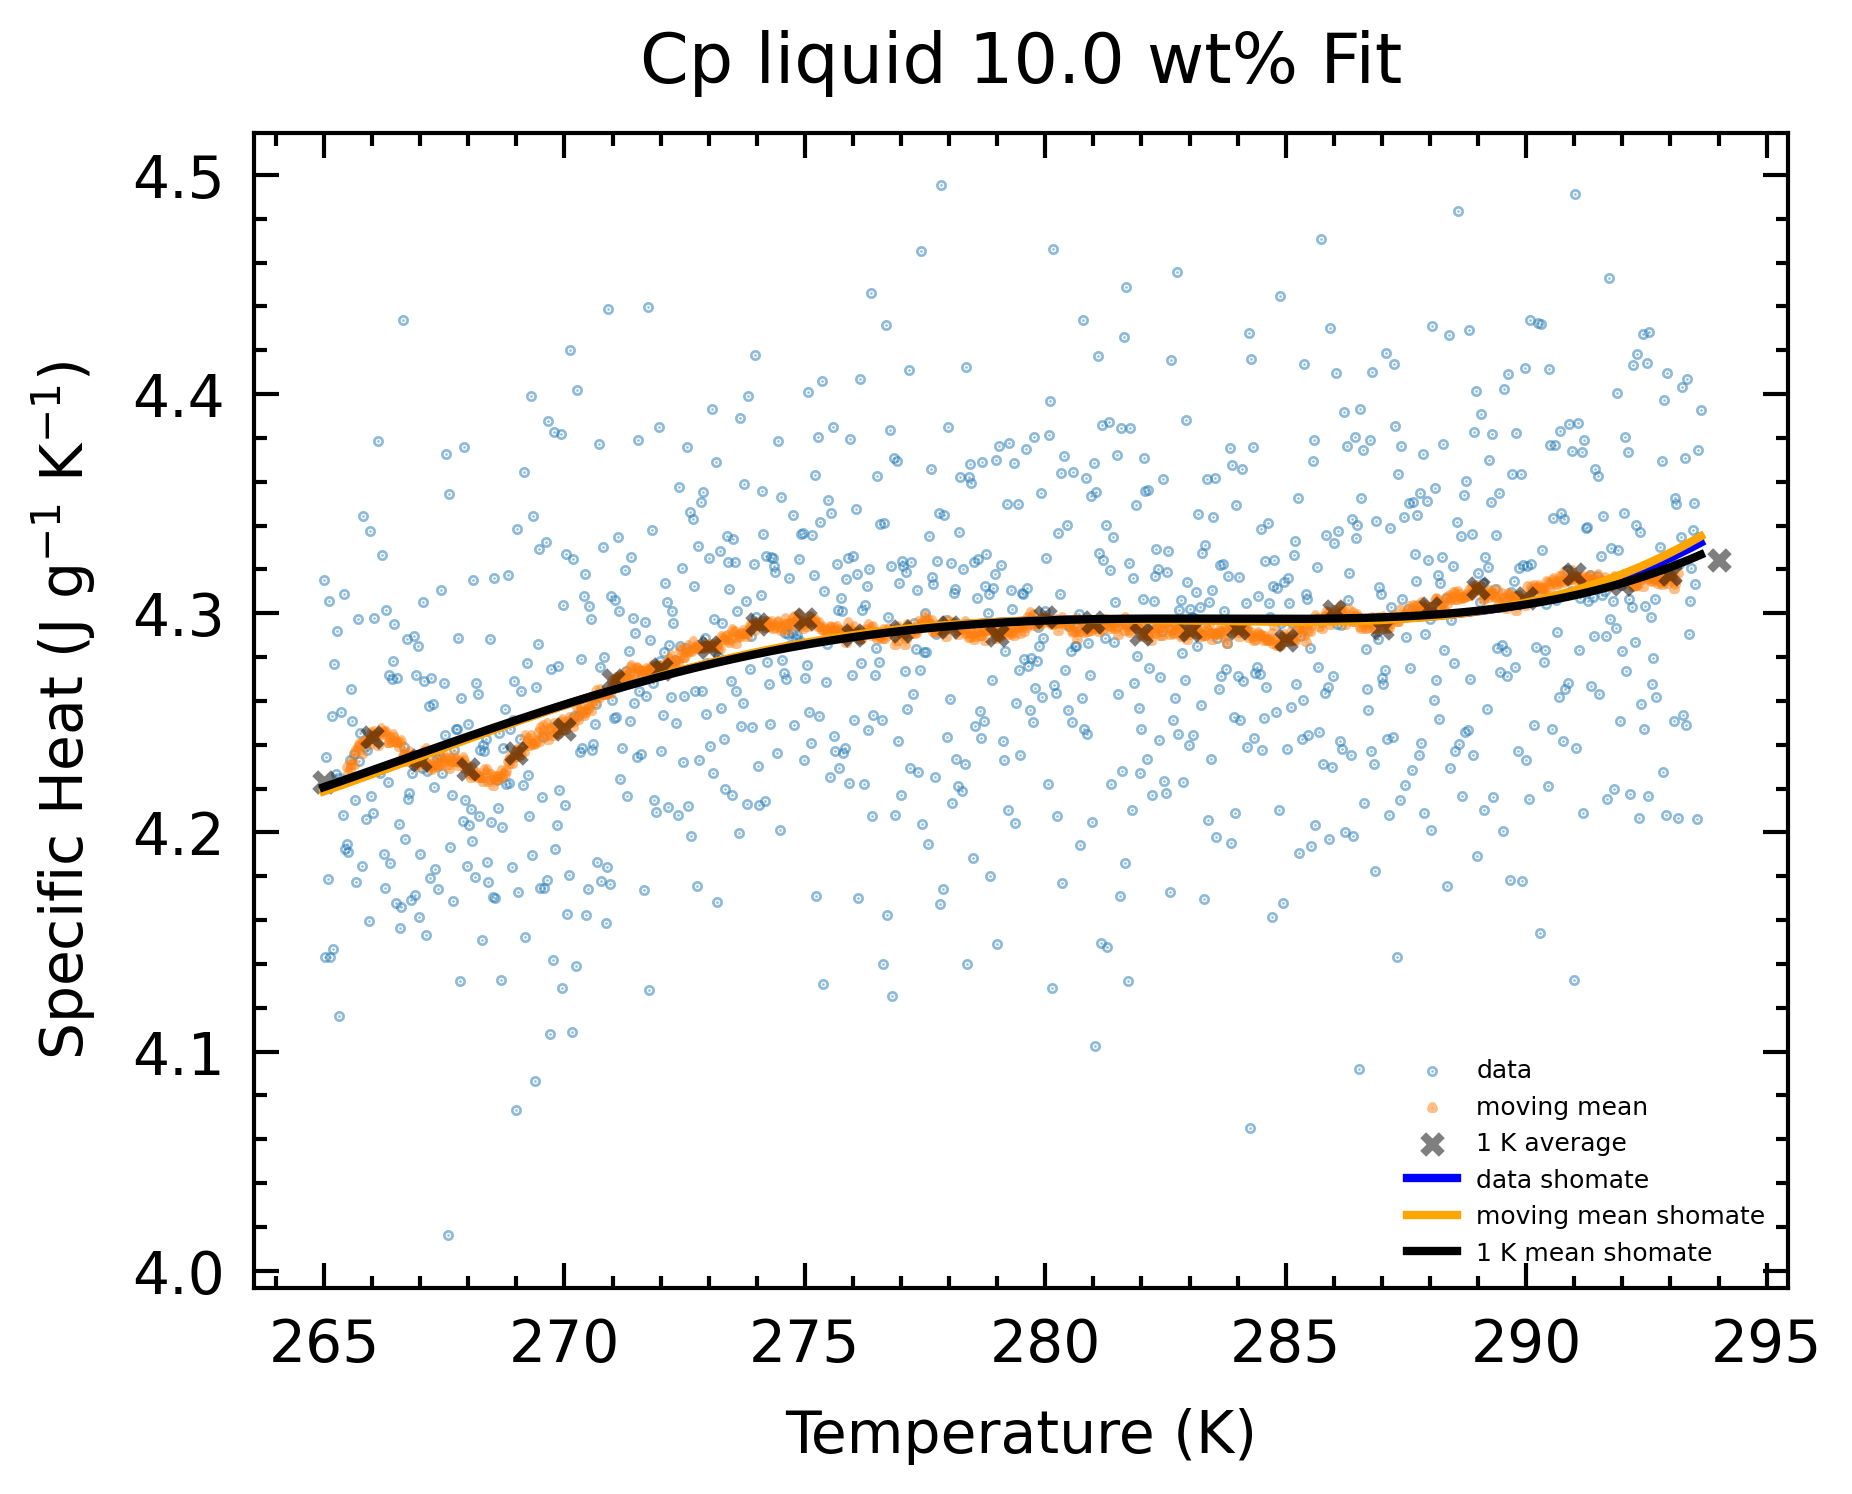 Cp liquid 10.0 wt% Fit
Specific Heat (J g⁻¹ K⁻¹)
4.5
4.4
4.3
4.2
4.1
4.0
data
moving mean
1 K average
data shomate
moving mean shomate
1 K mean shomate
265 270 275 280 285 290 295
Temperature (K)